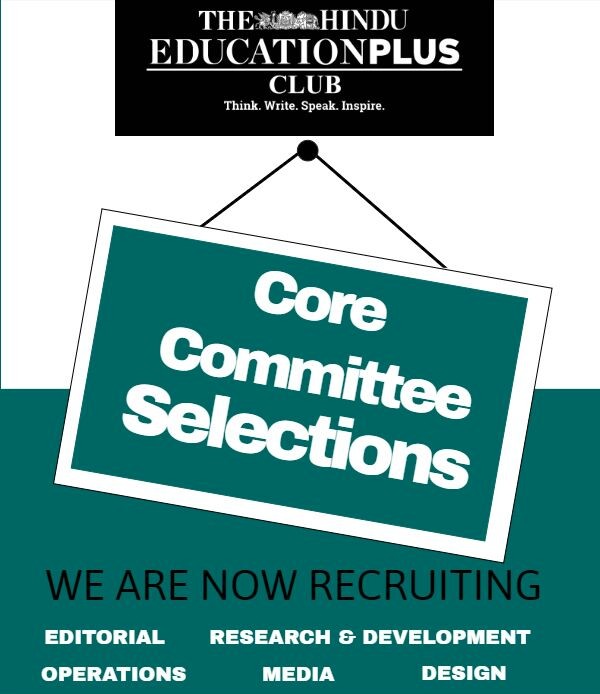 THE HINDU
EDUCATIONPLUS
CLUB
Think. Write. Speak. Inspire.
Core
Committee
Selections
WE ARE NOW RECRUITING
EDITORIAL RESEARCH & DEVELOPMENT
OPERATIONS MEDIA DESIGN